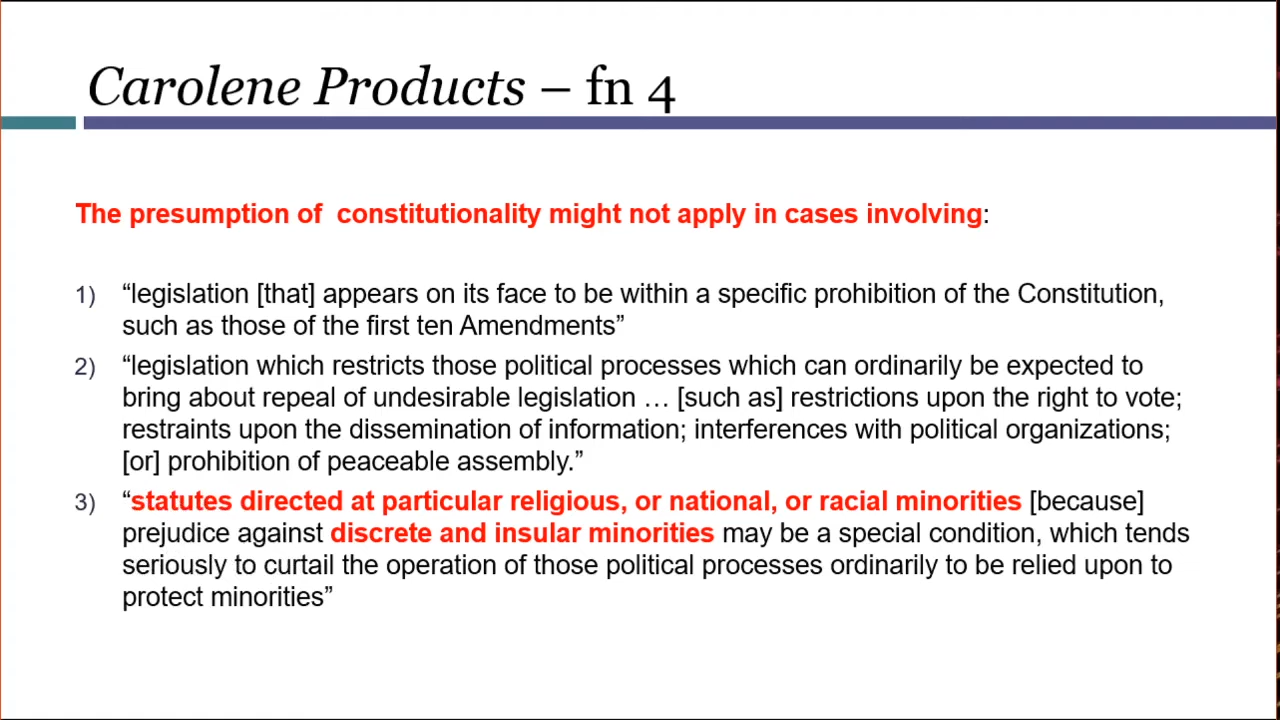 Carolene Products – fn 4
The presumption of  constitutionality might not apply in cases involving:
1) “legislation [that] appears on its face to be within a specific prohibition of the Constitution,
such as those of the first ten Amendments”
2) “legislation which restricts those political processes which can ordinarily be expected to
bring about repeal of undesirable legislation … [such as] restrictions upon the right to vote;
restraints upon the dissemination of information; interferences with political organizations;
[or] prohibition of peaceable assembly.”
3) “statutes directed at particular religious, or national, or racial minorities [because]
prejudice against discrete and insular minorities may be a special condition, which tends
seriously to curtail the operation of those political processes ordinarily to be relied upon to
protect minorities”